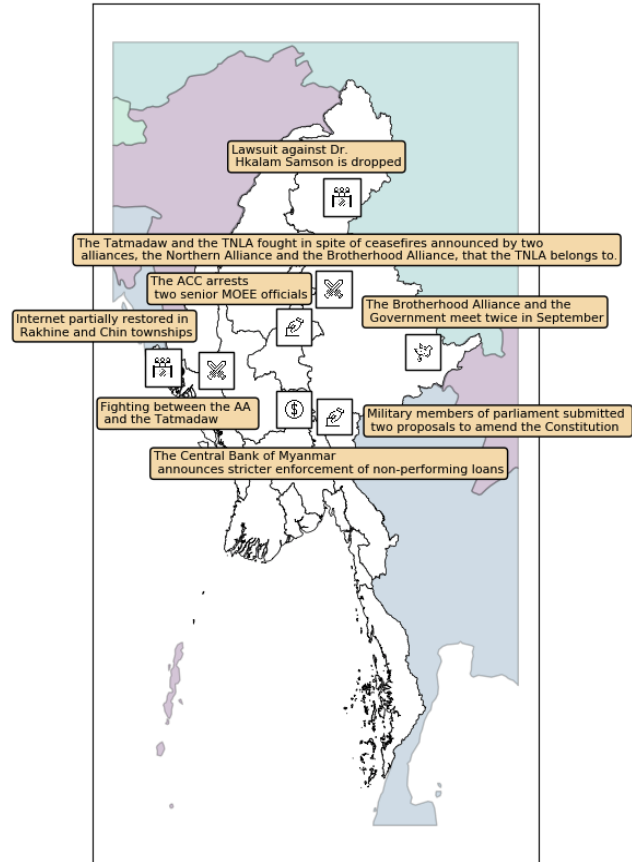 Lawsuit against Dr.
Hkalam Samson is dropped
The Tatmadaw and the TNLA fought in spite of ceasefires announced by two
alliances, the Northern Alliance and the Brotherhood Alliance, that the TNLA belongs to.
The ACC arrests
two senior MOEE officials
The Brotherhood Alliance and the
Government meet twice in September
Internet partially restored in
Rakhine and Chin townships
Fighting between the AA
and the Tatmadaw
$
Military members of parliament submitted
two proposals to amend the Constitution
The Central Bank of Myanmar
announces stricter enforcement of non-performing loans